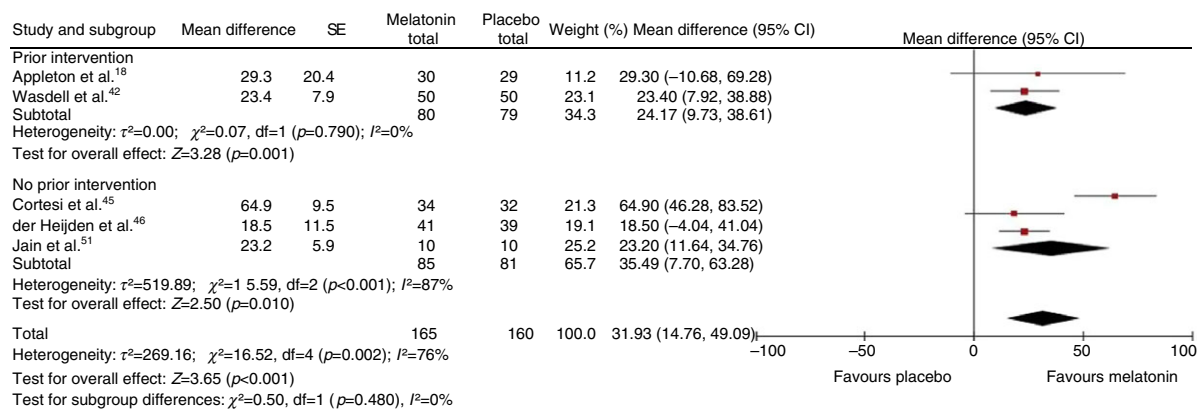 Study and subgroup Mean difference SE Melatonin total Placebo total Weight (%) Mean difference (95% CI) Mean difference (95% CI)
Prior intervention
Appleton et al.18 29.3 20.4 30 29 11.2 29.30 (–10.68, 69.28)
Wasdell et al.42 23.4 7.9 50 50 23.1 23.40 (7.92, 38.88)
Subtotal 80 79 34.3 24.17 (9.73, 38.61)
Heterogeneity: τ²=0.00; χ²=0.07, df=1 (p=0.790); I²=0%
Test for overall effect: Z=3.28 (p=0.001)
No prior intervention
Cortesi et al.45 64.9 9.5 34 32 21.3 64.90 (46.28, 83.52)
der Heijden et al.46 18.5 11.5 41 39 19.1 18.50 (–4.04, 41.04)
Jain et al.51 23.2 5.9 10 10 25.2 23.20 (11.64, 34.76)
Subtotal 85 81 65.7 35.49 (7.70, 63.28)
Heterogeneity: τ²=519.89; χ²=1 5.59, df=2 (p<0.001); I²=87%
Test for overall effect: Z=2.50 (p=0.010)
Total 165 160 100.0 31.93 (14.76, 49.09)
Heterogeneity: τ²=269.16; χ²=16.52, df=4 (p=0.002); I²=76%
Test for overall effect: Z=3.65 (p<0.001)
Test for subgroup differences: χ²=0.50, df=1 (p=0.480), I²=0%
–100 –50 0 50 100
Favours placebo Favours melatonin